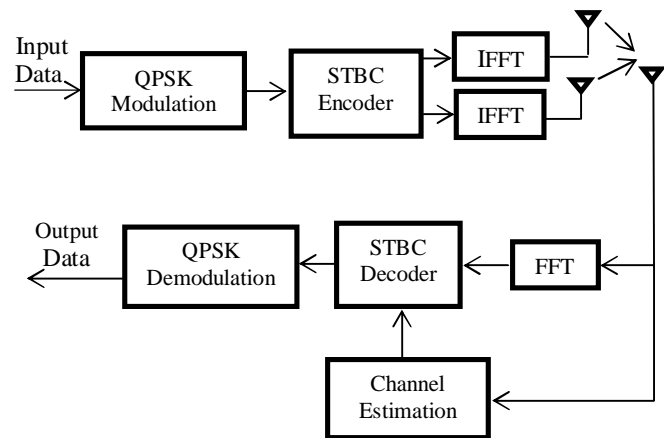 Input
Data
QPSK
Modulation
STBC
Encoder
IFFT
IFFT
Output
Data
QPSK
Demodulation
STBC
Decoder
FFT
Channel
Estimation